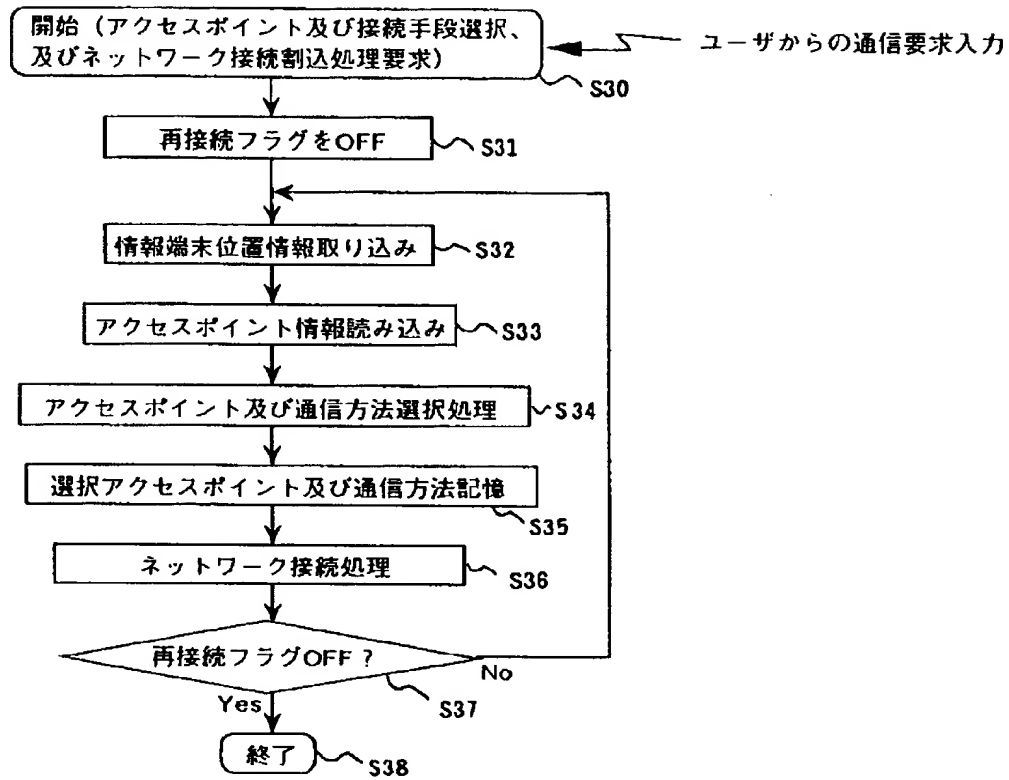 開始（アクセスポイント及び接続手段選択、
及びネットワーク接続割込処理要求）
ユーザからの通信要求入力
S30
再接続フラグをOFF
S31
情報端末位置情報取り込み
S32
アクセスポイント情報読み込み
S33
アクセスポイント及び通信方法選択処理
S34
選択アクセスポイント及び通信方法記憶
S35
ネットワーク接続処理
S36
再接続フラグOFF？
No
S37
Yes
終了
S38